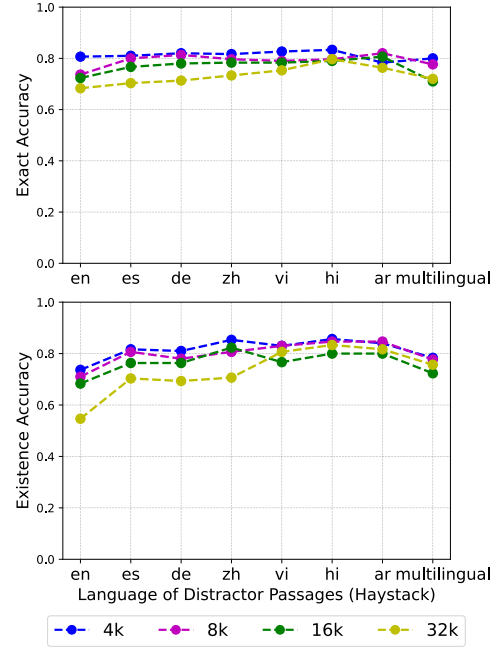 1.0
0.8
0.6
0.4
0.2
0.0
Exact Accuracy
en es de zh vi hi ar multilingual
1.0
0.8
0.6
0.4
0.2
0.0
Existence Accuracy
en es de zh vi hi ar multilingual
Language of Distractor Passages (Haystack)
4k 8k 16k 32k